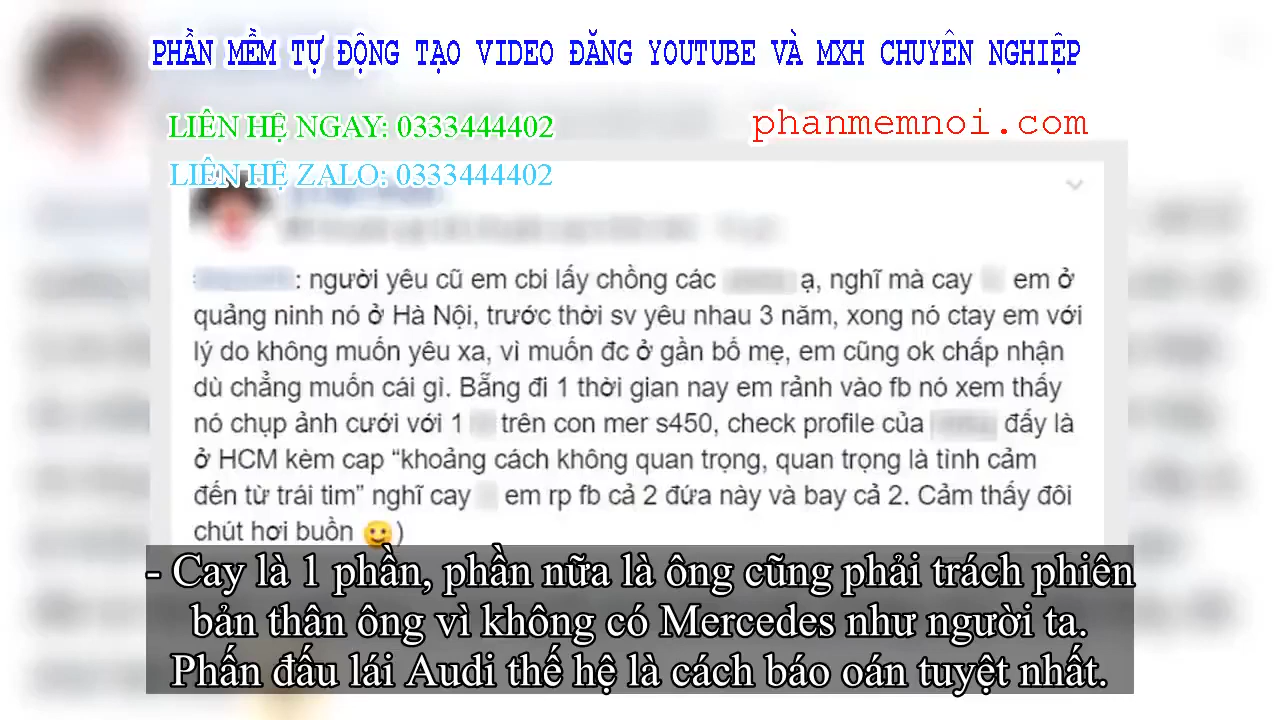 PHẦN MỀM TỰ ĐỘNG TẠO VIDEO ĐĂNG YOUTUBE VÀ MXH CHUYÊN NGHIỆP
LIÊN HỆ NGAY: 0333444402
phanmemnoi.com
LIÊN HỆ ZALO: 0333444402
: người yêu cũ em cbi lấy chồng các ạ, nghĩ mà cay em ở
quảng ninh nó ở Hà Nội, trước thời sv yêu nhau 3 năm, xong nó ctay em với
lý do không muốn yêu xa, vì muốn đc ở gần bố mẹ, em cũng ok chấp nhận
dù chẳng muốn cái gì. Bẵng đi 1 thời gian nay em rảnh vào fb nó xem thấy
nó chụp ảnh cưới với 1 trên con mer s450, check profile của đấy là
ở HCM kèm cap “khoảng cách không quan trọng, quan trọng là tình cảm
đến từ trái tim” nghĩ cay em rp fb cả 2 đứa này và bay cả 2. Cảm thấy đôi
chút hơi buồn 🙂)
- Cay là 1 phần, phần nữa là ông cũng phải trách phiên
bản thân ông vì không có Mercedes như người ta.
Phấn đấu lái Audi thế hệ là cách báo oán tuyệt nhất.